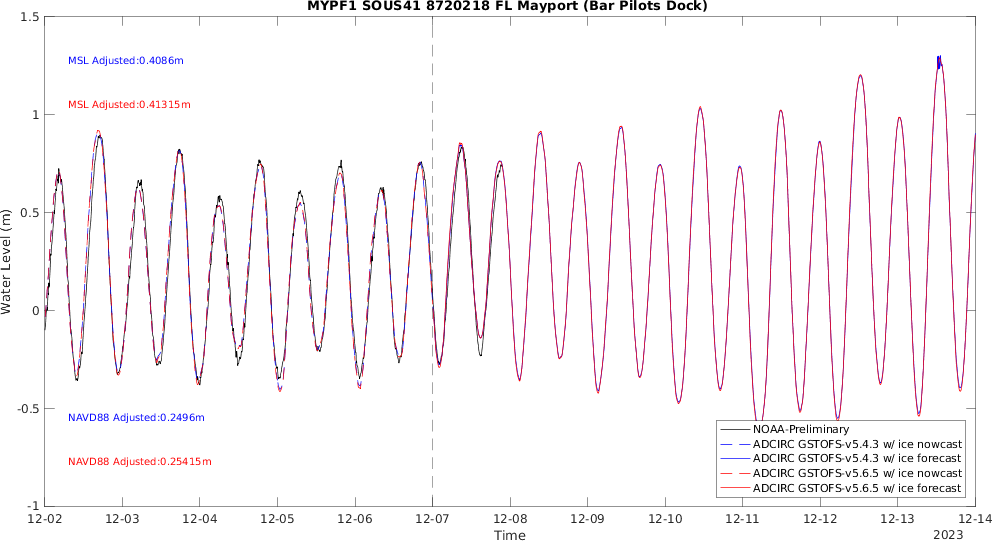 MYPF1 SOUS41 8720218 FL Mayport (Bar Pilots Dock)
1.5
MSL Adjusted:0.4086m
MSL Adjusted:0.41315m
1
0.5
Water Level (m)
0
-0.5
NAVD88 Adjusted:0.2496m
NAVD88 Adjusted:0.25415m
NOAA-Preliminary
ADCIRC GSTOFS-v5.4.3 w/ ice nowcast
ADCIRC GSTOFS-v5.4.3 w/ ice forecast
ADCIRC GSTOFS-v5.6.5 w/ ice nowcast
ADCIRC GSTOFS-v5.6.5 w/ ice forecast
-1
12-02 12-03 12-04 12-05 12-06 12-07 12-08 12-09 12-10 12-11 12-12 12-13 12-14
Time
2023